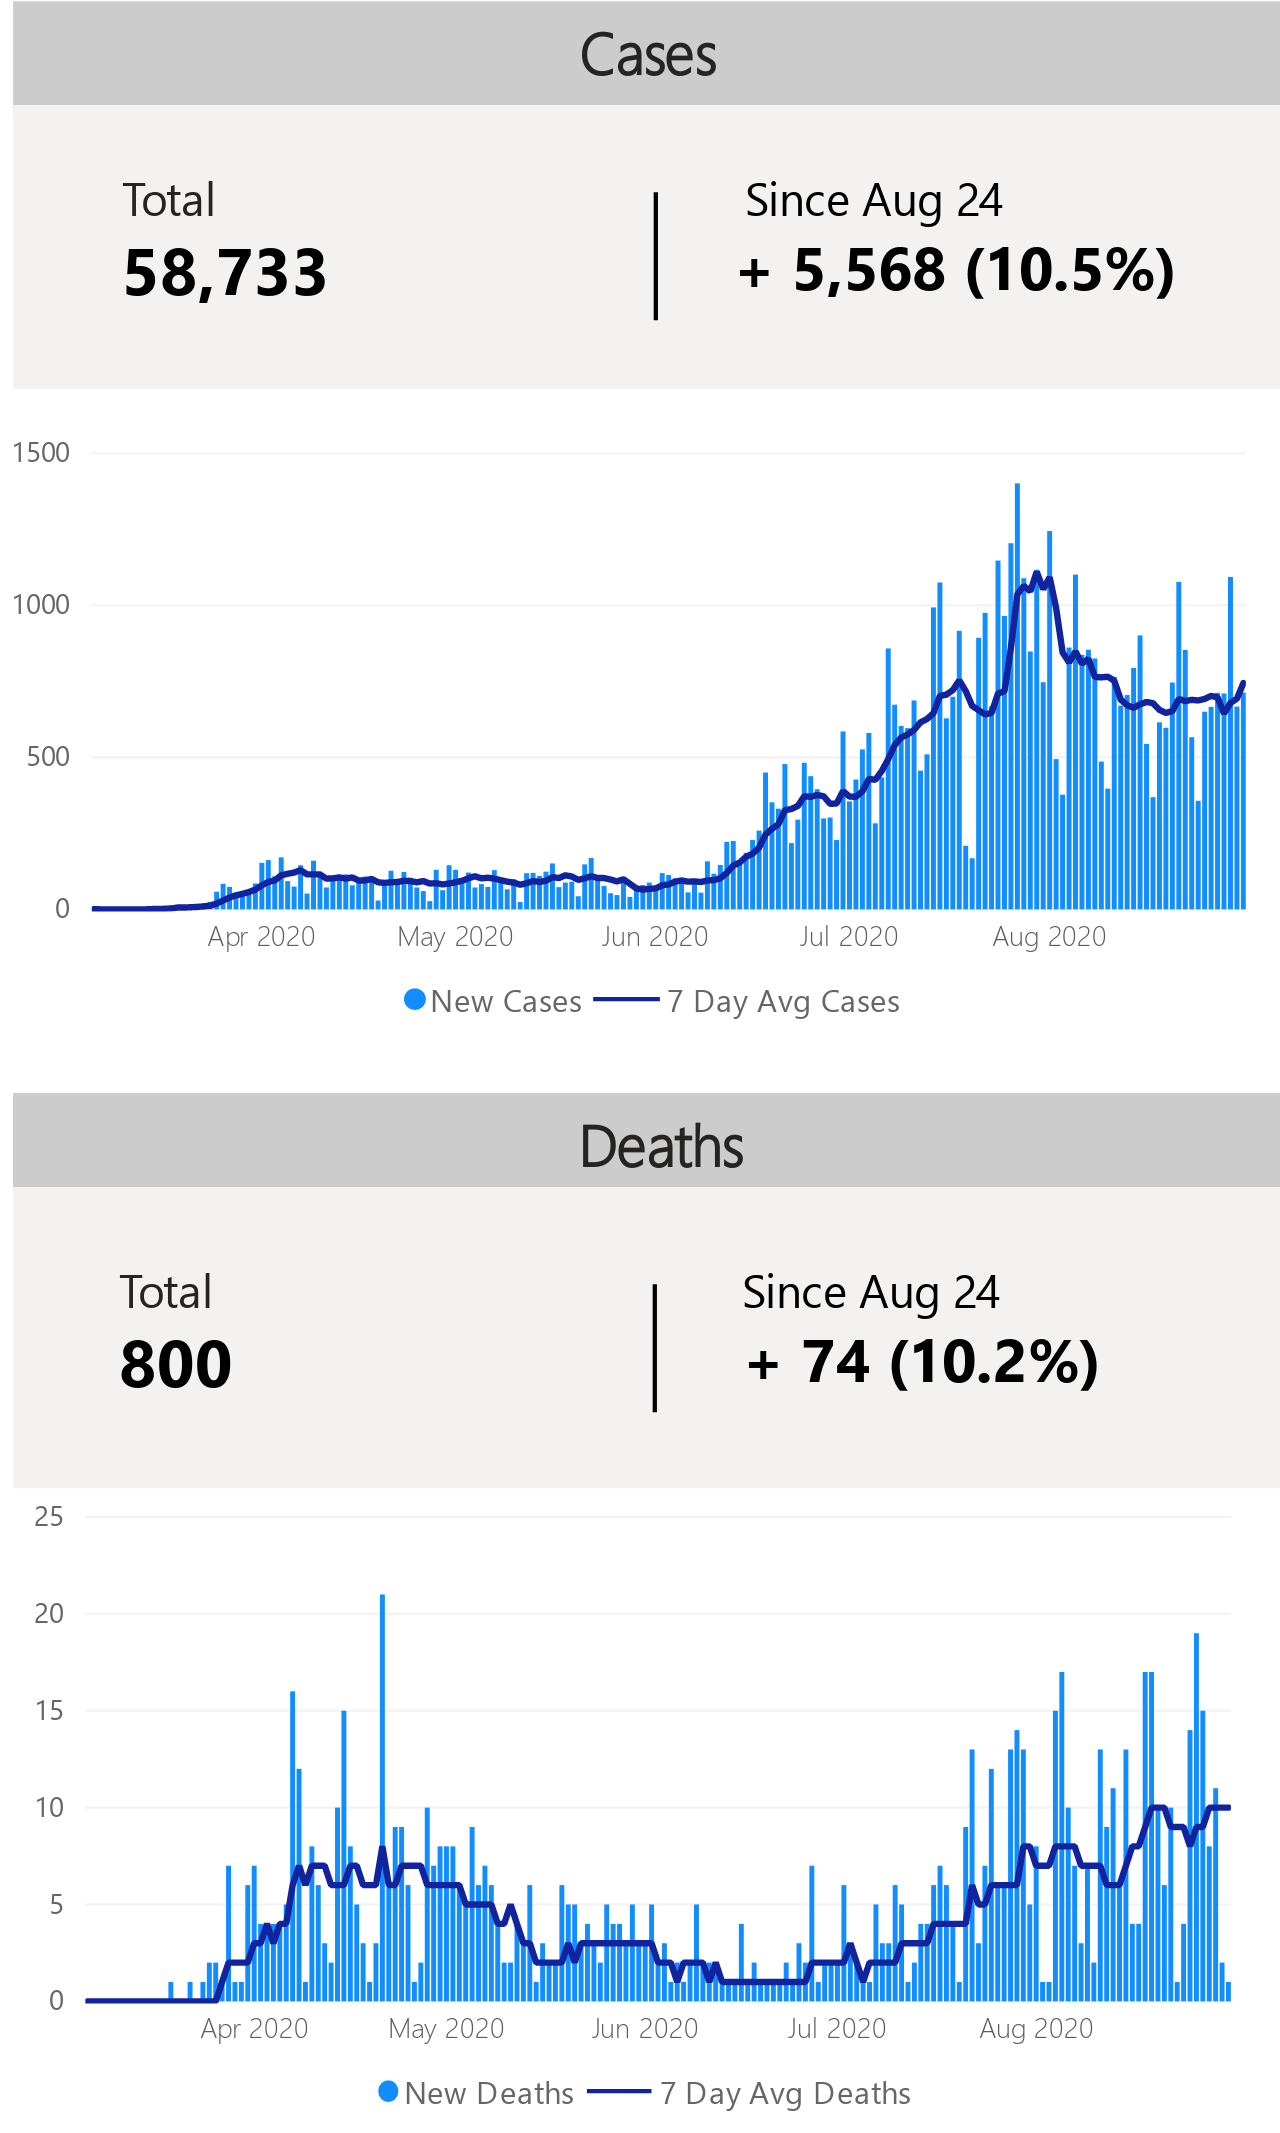 Cases
Total
Since Aug 24
58,733
+ 5,568 (10.5%)
1500
1000
500
0
Apr 2020 May 2020 Jun 2020 Jul 2020 Aug 2020
New Cases 7 Day Avg Cases
Deaths
Total
Since Aug 24
800
+ 74 (10.2%)
25
20
15
10
5
0
Apr 2020 May 2020 Jun 2020 Jul 2020 Aug 2020
New Deaths 7 Day Avg Deaths